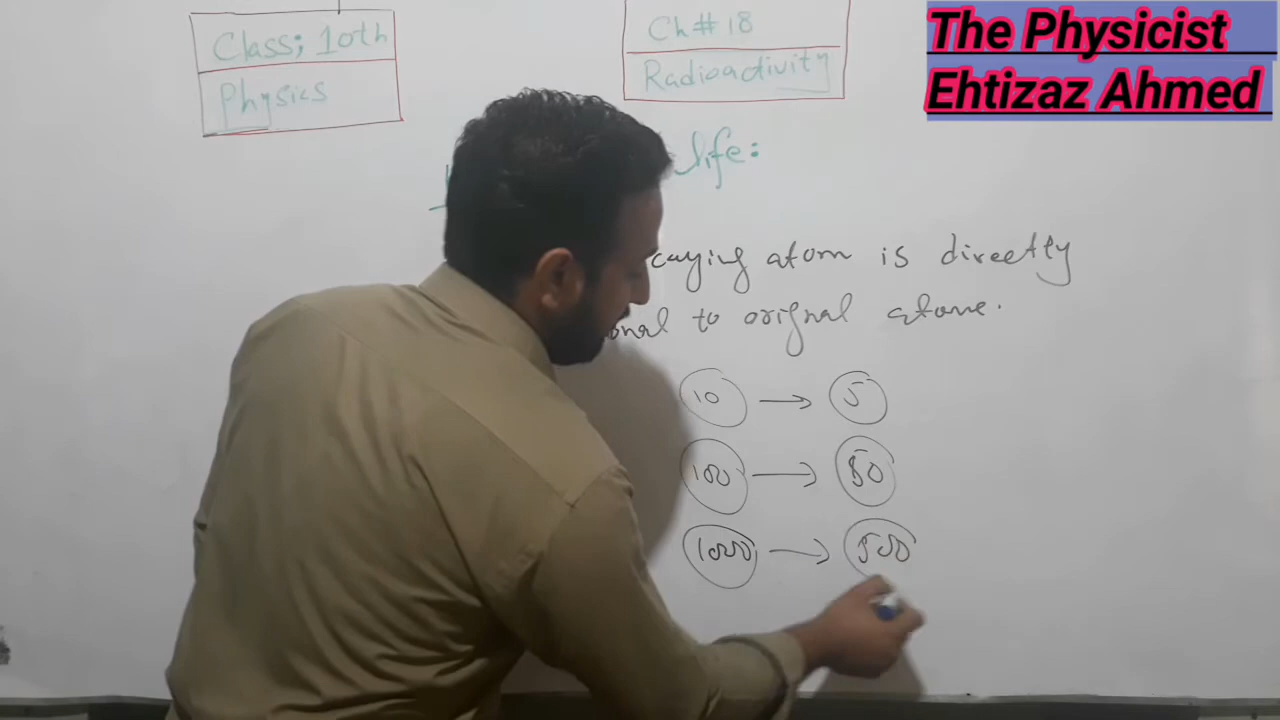 Class; 10th
Physics
Ch # 18
Radioactivity
The Physicist
Ehtizaz Ahmed
life:
caying atom is directly
onal to orignal atome.
10 → 5
100 → 50
1000 → 500